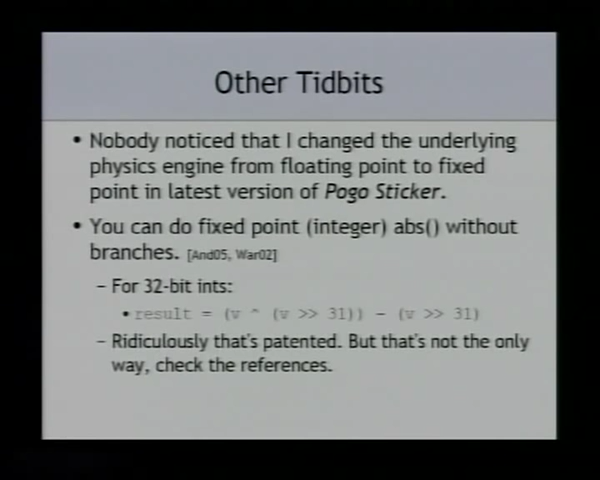 Other Tidbits
• Nobody noticed that I changed the underlying
physics engine from floating point to fixed
point in latest version of Pogo Sticker.
• You can do fixed point (integer) abs() without
branches. [And05, War02]
– For 32-bit ints:
• result = (v ^ (v >> 31)) - (v >> 31)
– Ridiculously that's patented. But that's not the only
way, check the references.